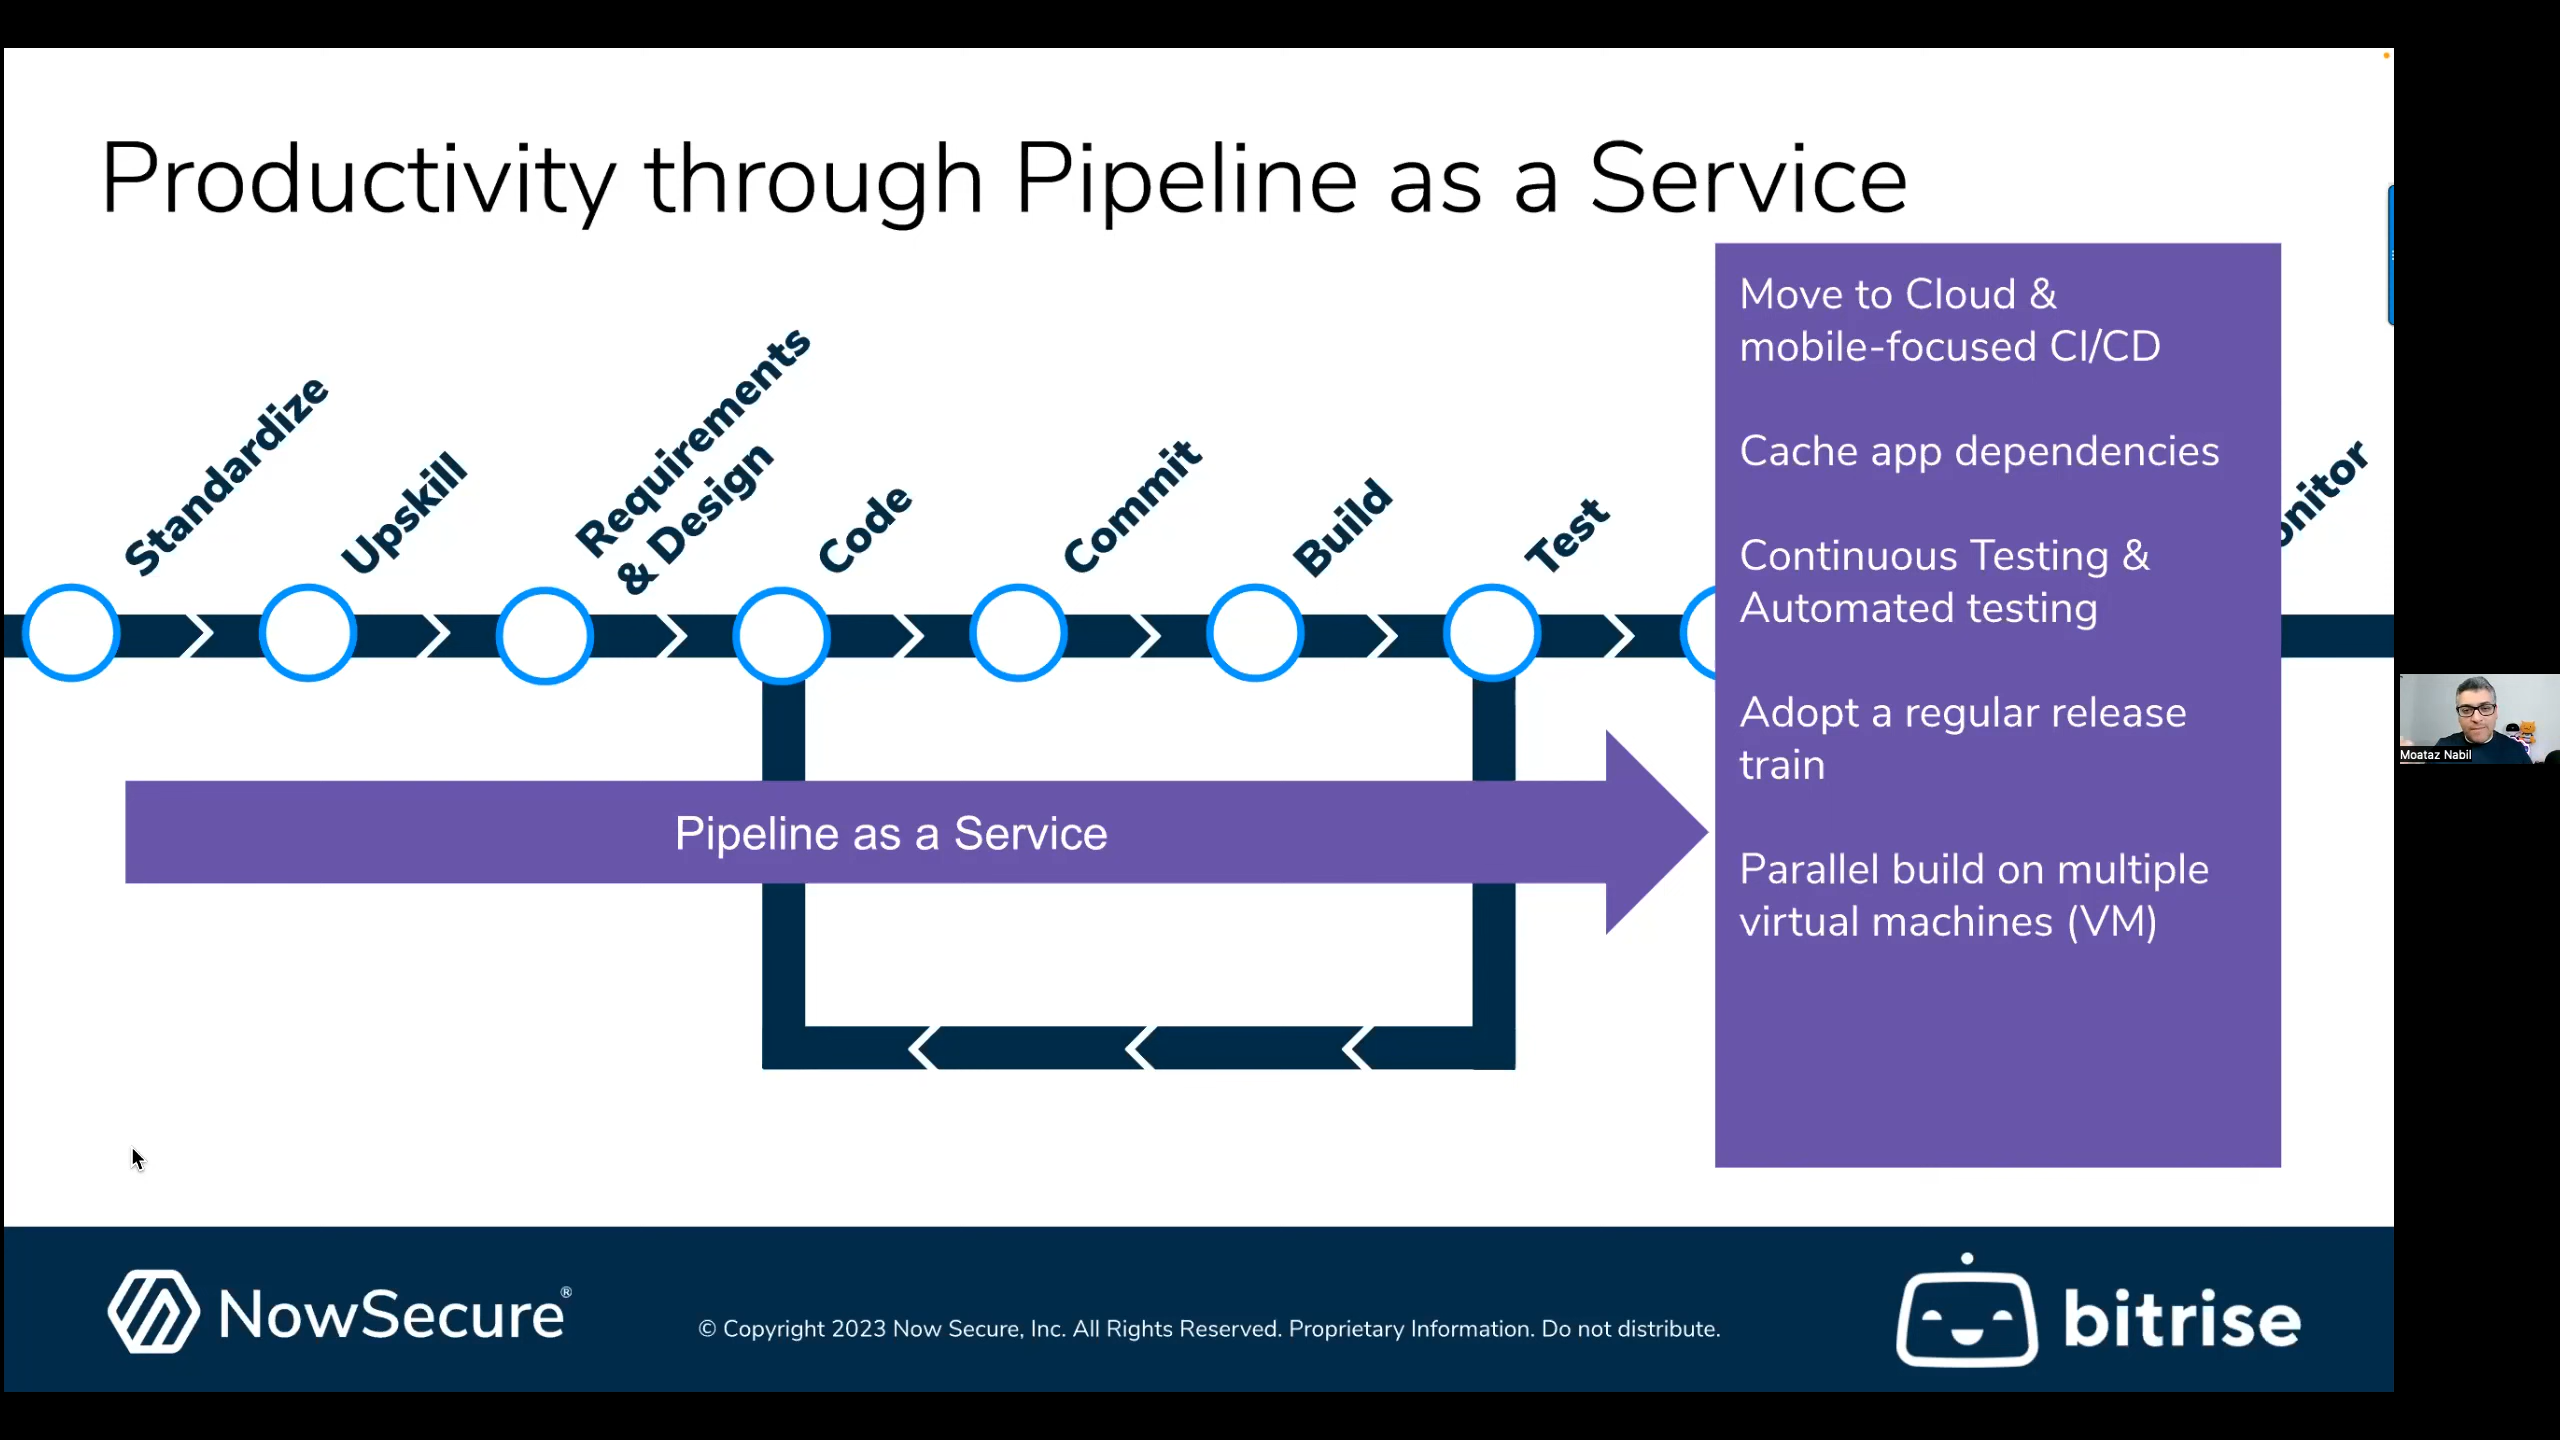 Productivity through Pipeline as a Service
Standardize
Upskill
Requirements
& Design
Code
Commit
Build
Test
onitor
Move to Cloud &
mobile-focused CI/CD
Cache app dependencies
Continuous Testing &
Automated testing
Adopt a regular release
train
Parallel build on multiple
virtual machines (VM)
Pipeline as a Service
Moataz Nabil
NowSecure®
© Copyright 2023 Now Secure, Inc. All Rights Reserved. Proprietary Information. Do not distribute.
bitrise